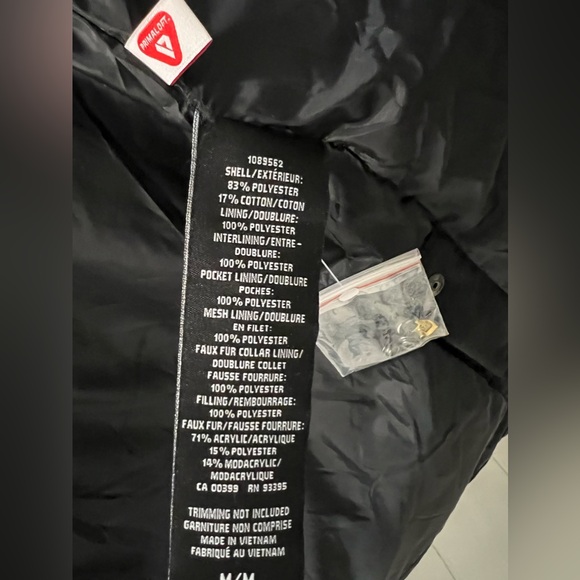 PRIMALOFT
1089562
SHELL/EXTÉRIEUR:
83% POLYESTER
17% COTTON/COTON
LINING/DOUBLURE:
100% POLYESTER
INTERLINING/ENTRE-
DOUBLURE:
100% POLYESTER
POCKET LINING/DOUBLURE
POCHES:
100% POLYESTER
MESH LINING/DOUBLURE
EN FILET:
100% POLYESTER
FAUX FUR COLLAR LINING/
DOUBLURE COLLET
FAUSSE FOURRURE:
100% POLYESTER
FILLING/REMBOURRAGE:
100% POLYESTER
FAUX FUR/FAUSSE FOURRURE:
71% ACRYLIC/ACRYLIQUE
15% POLYESTER
14% MODACRYLIC/
MODACRYLIQUE
CA 00399 RN 93395
TRIMMING NOT INCLUDED
GARNITURE NON COMPRISE
MADE IN VIETNAM
FABRIQUÉ AU VIETNAM
M/M